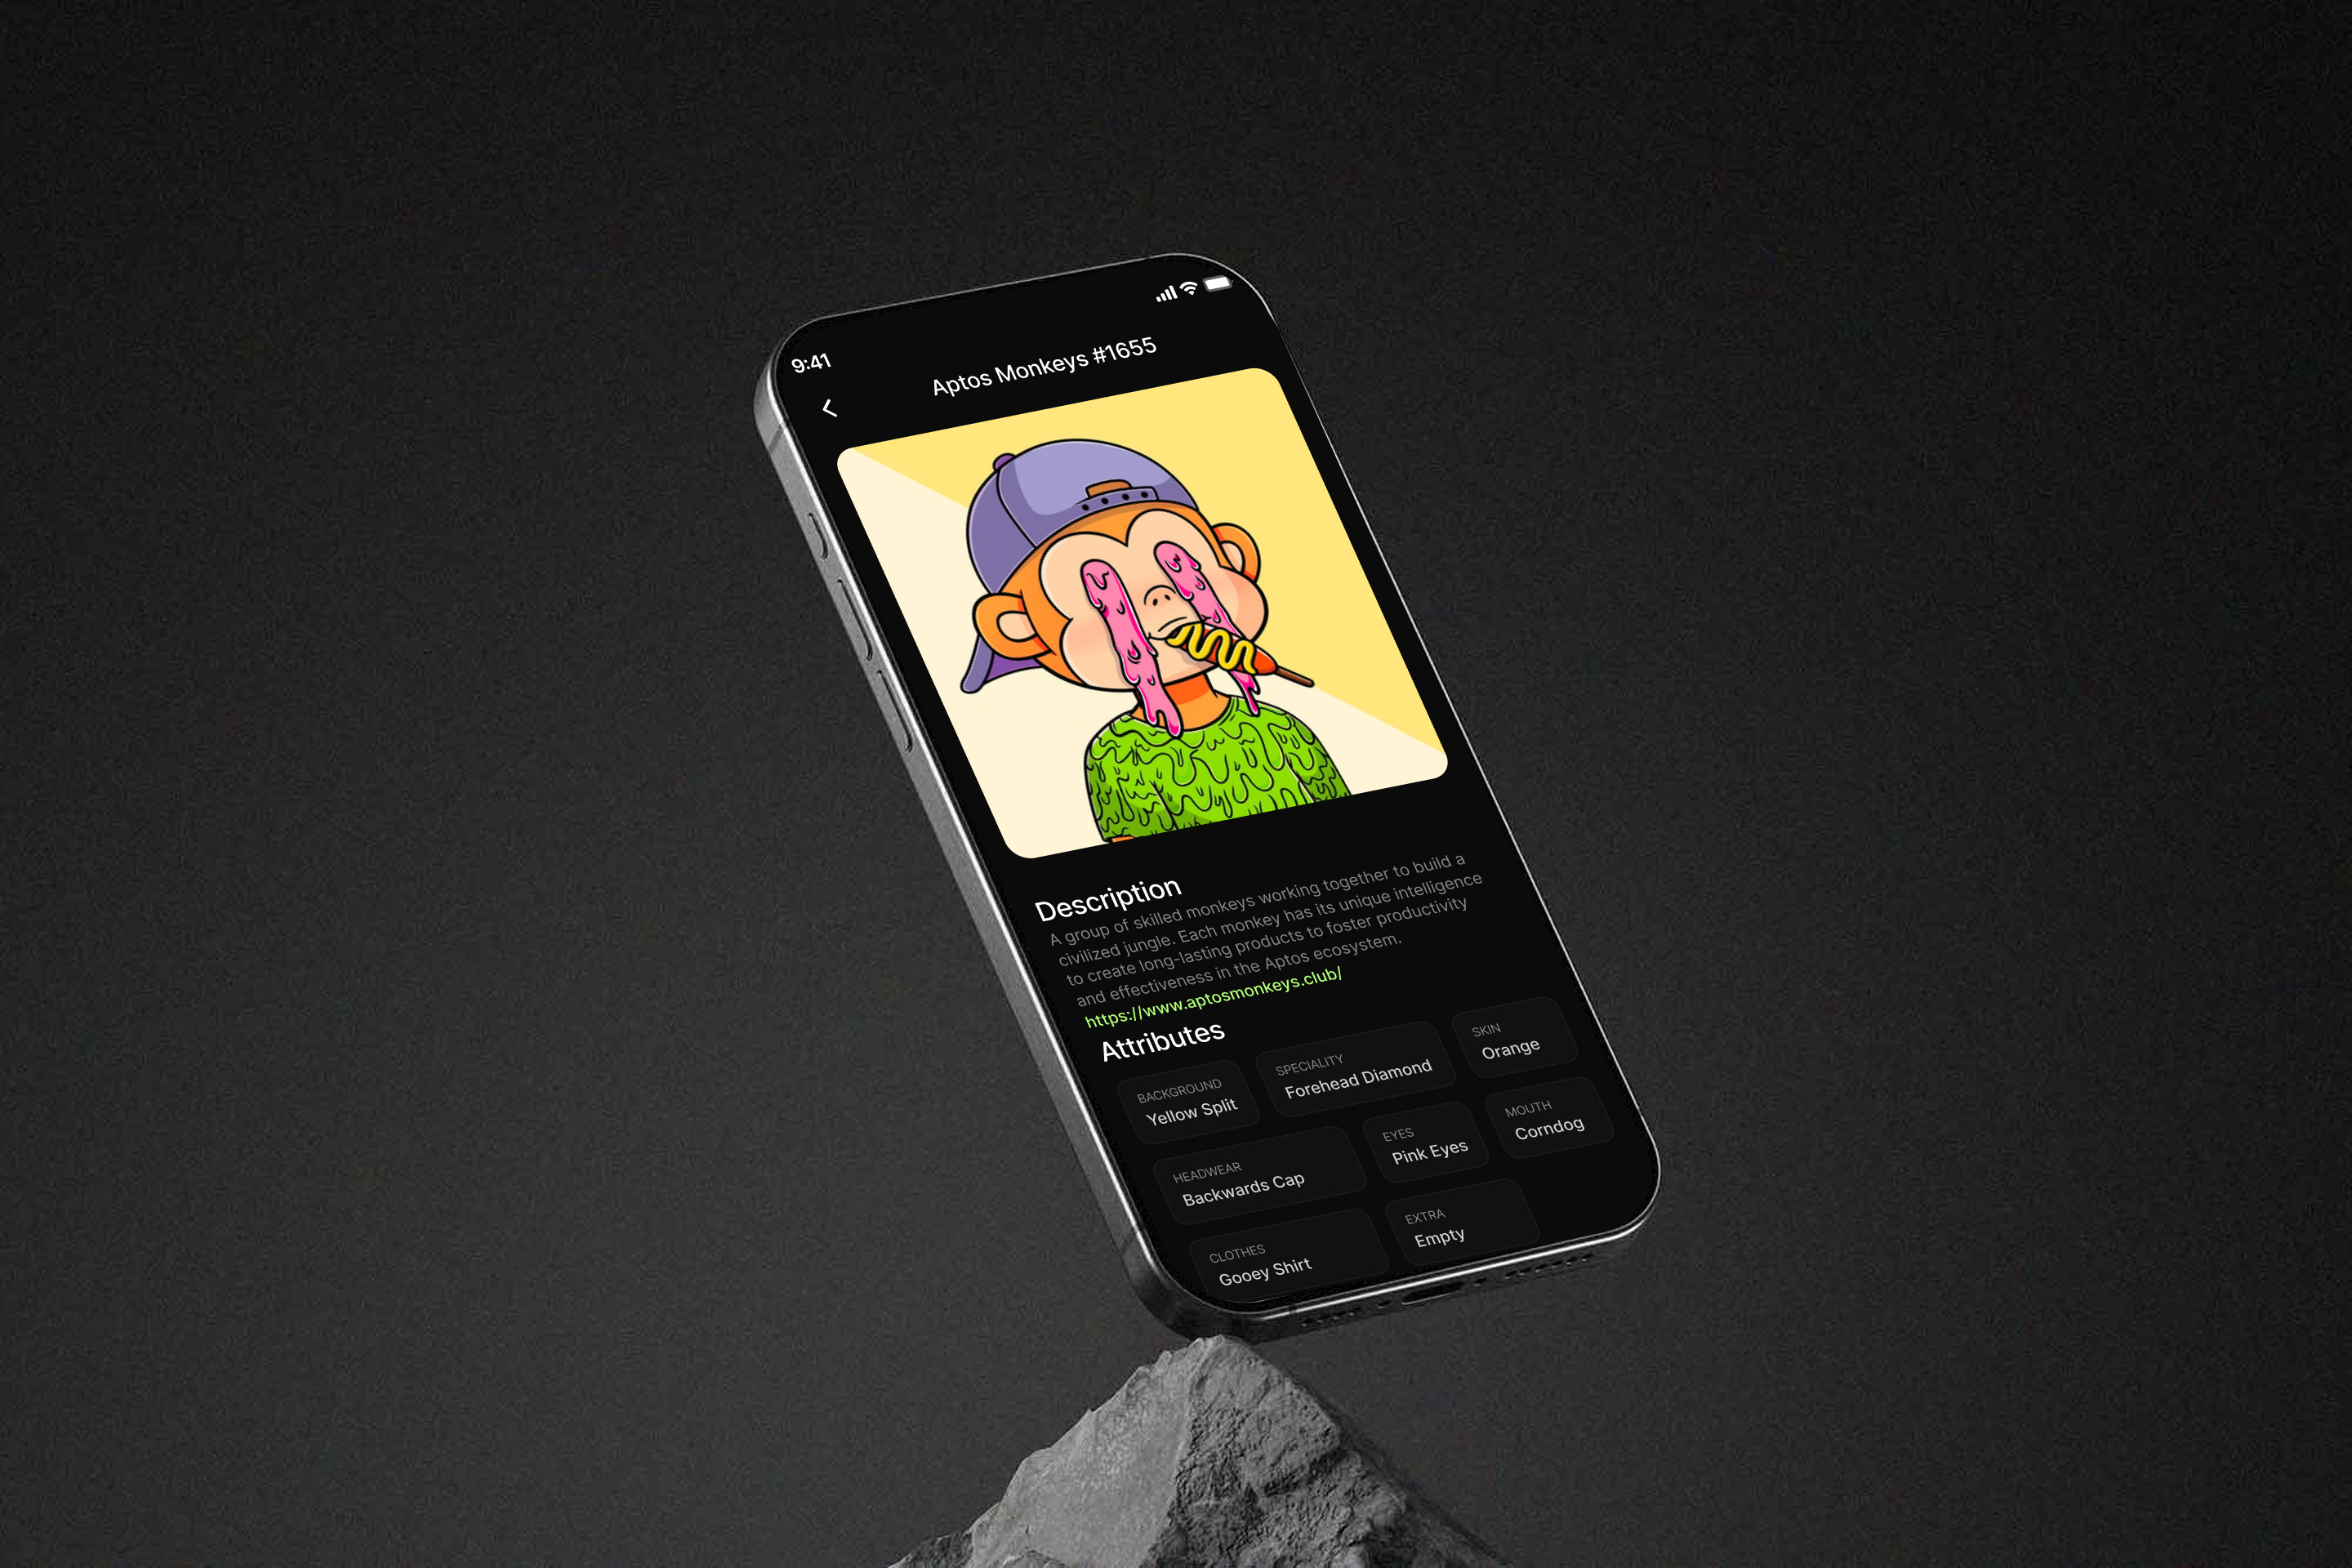 9:41
Aptos Monkeys #1655
Description
A group of skilled monkeys working together to build a
civilized jungle. Each monkey has its unique intelligence
to create long-lasting products to foster productivity
and effectiveness in the Aptos ecosystem.
https://www.aptosmonkeys.club/
Attributes
BACKGROUND
Yellow Split
SPECIALITY
Forehead Diamond
SKIN
Orange
HEADWEAR
Backwards Cap
EYES
Pink Eyes
MOUTH
Corndog
CLOTHES
Gooey Shirt
EXTRA
Empty